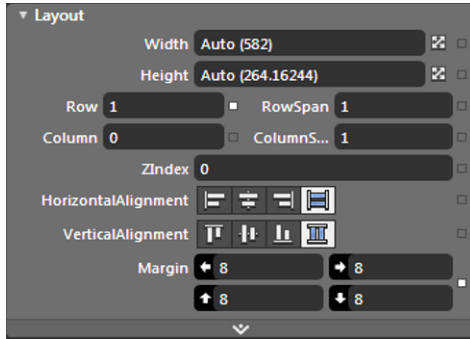 Layout
Width Auto (582)
Height Auto (264.16244)
Row 1 RowSpan 1
Column 0 ColumnS... 1
ZIndex 0
HorizontalAlignment
VerticalAlignment
Margin 8 8
8 8